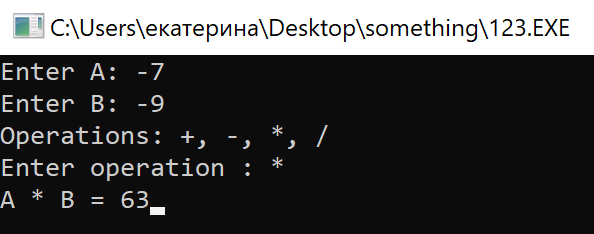 C:\Users\екатерина\Desktop\something\123.EXE
Enter A: -7
Enter B: -9
Operations: +, -, *, /
Enter operation : *
A * B = 63